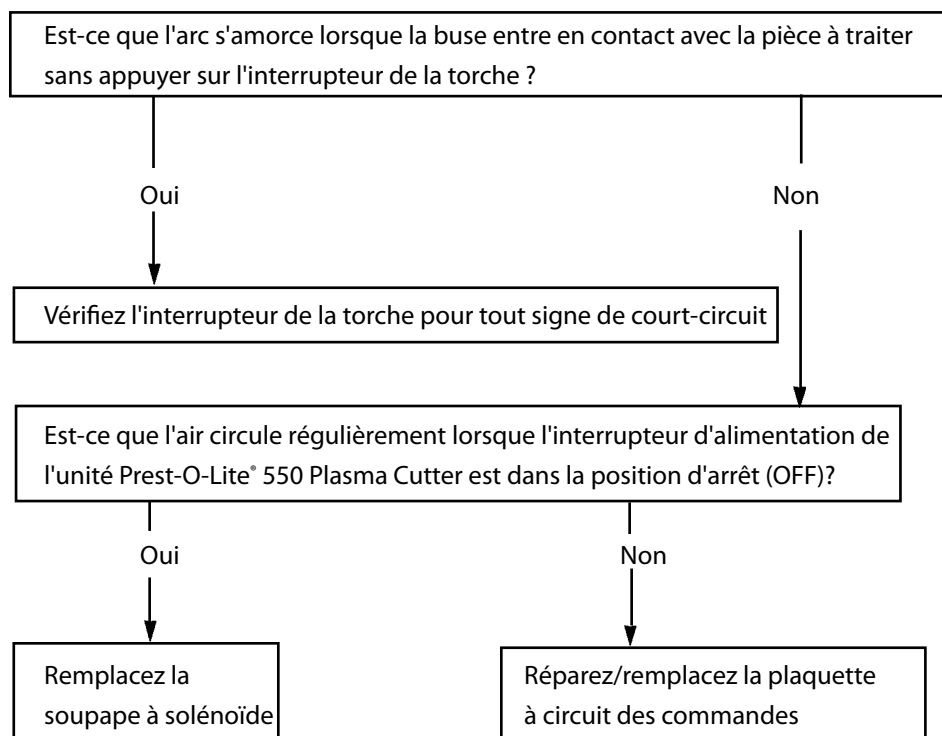 Est-ce que l'arc s'amorce lorsque la buse entre en contact avec la pièce à traiter
sans appuyer sur l'interrupteur de la torche ?
Oui
Non
Vérifiez l'interrupteur de la torche pour tout signe de court-circuit
Est-ce que l'air circule régulièrement lorsque l'interrupteur d'alimentation de
l'unité Prest-O-Lite® 550 Plasma Cutter est dans la position d'arrêt (OFF)?
Oui
Non
Remplacez la
soupape à solénoïde
Réparez/remplacez la plaquette
à circuit des commandes